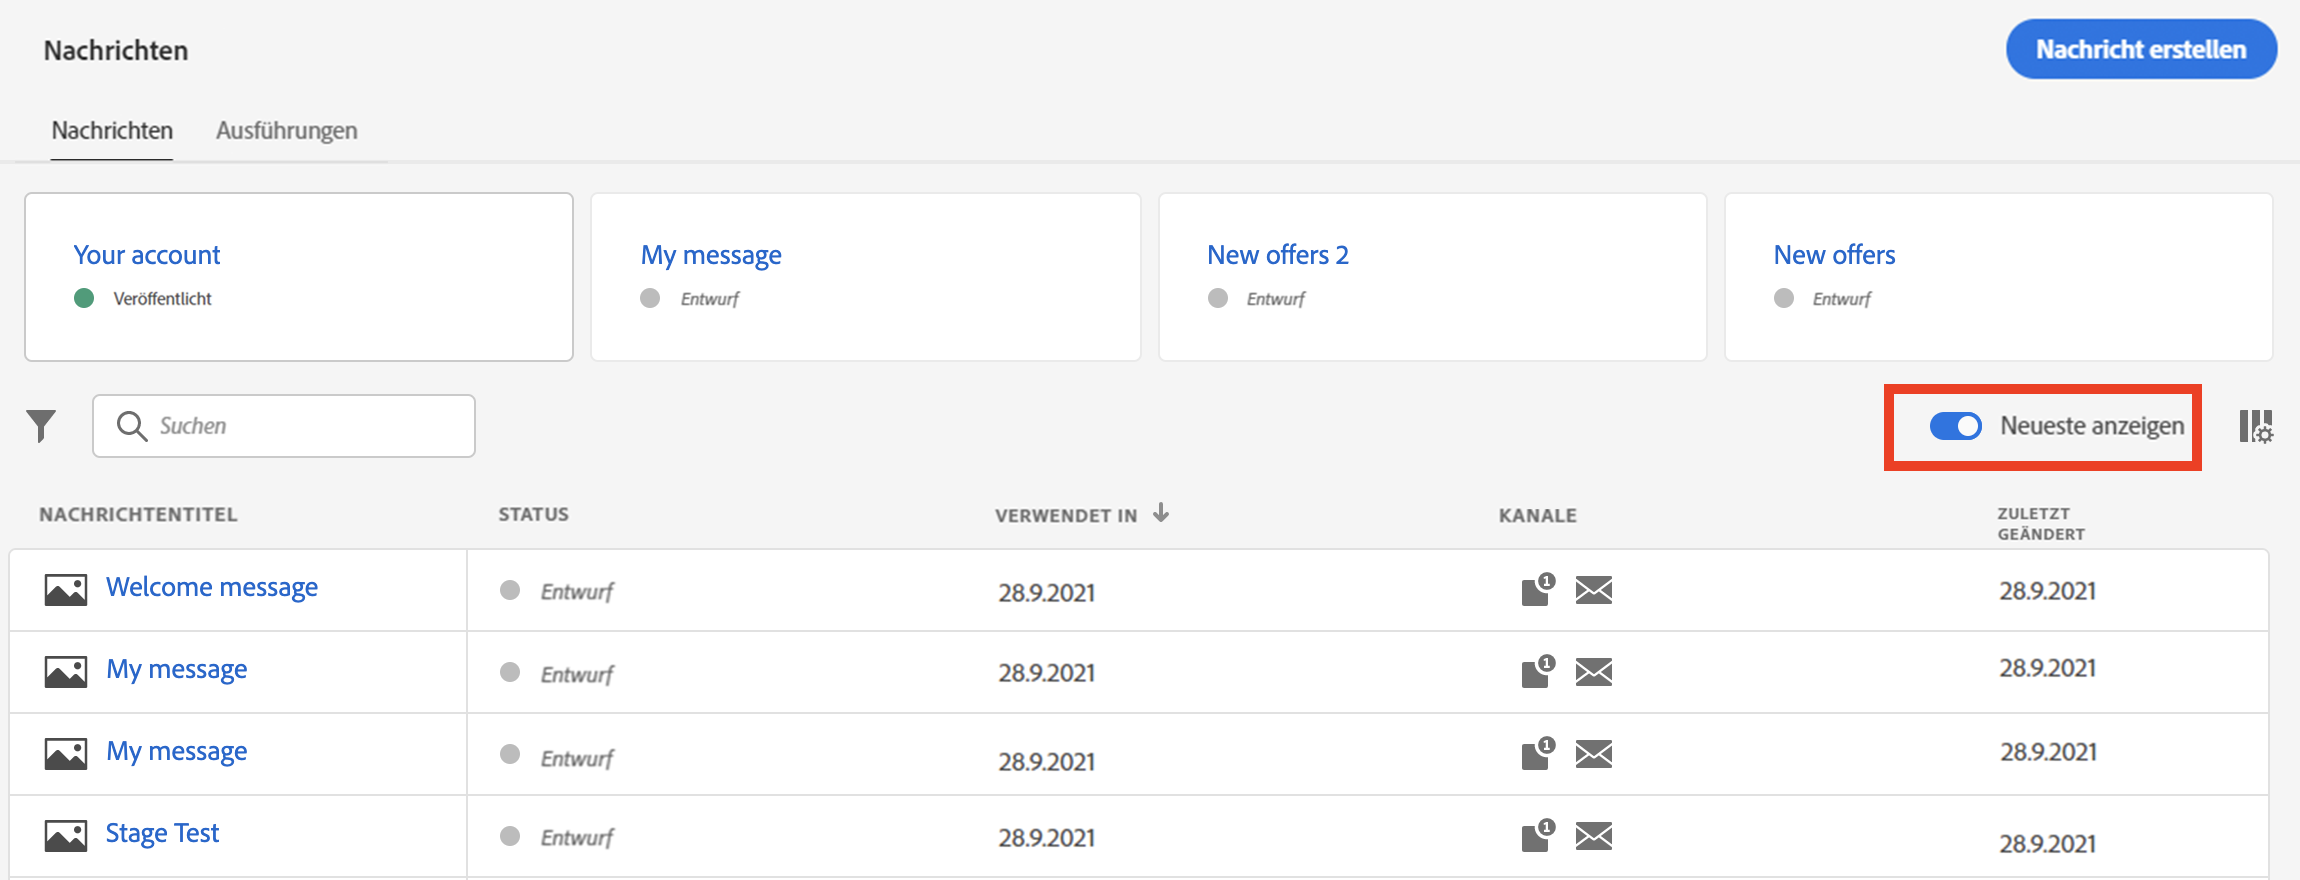 Nachrichten
Nachricht erstellen
Nachrichten Ausführungen
Your account My message New offers 2 New offers
Veröffentlicht Entwurf Entwurf Entwurf
Suchen Neueste anzeigen
NACHRICHTENTITEL STATUS VERWENDET IN KANALE ZULETZT
GEÄNDERT
Welcome message Entwurf 28.9.2021 1 28.9.2021
My message Entwurf 28.9.2021 1 28.9.2021
My message Entwurf 28.9.2021 1 28.9.2021
Stage Test Entwurf 28.9.2021 1 28.9.2021